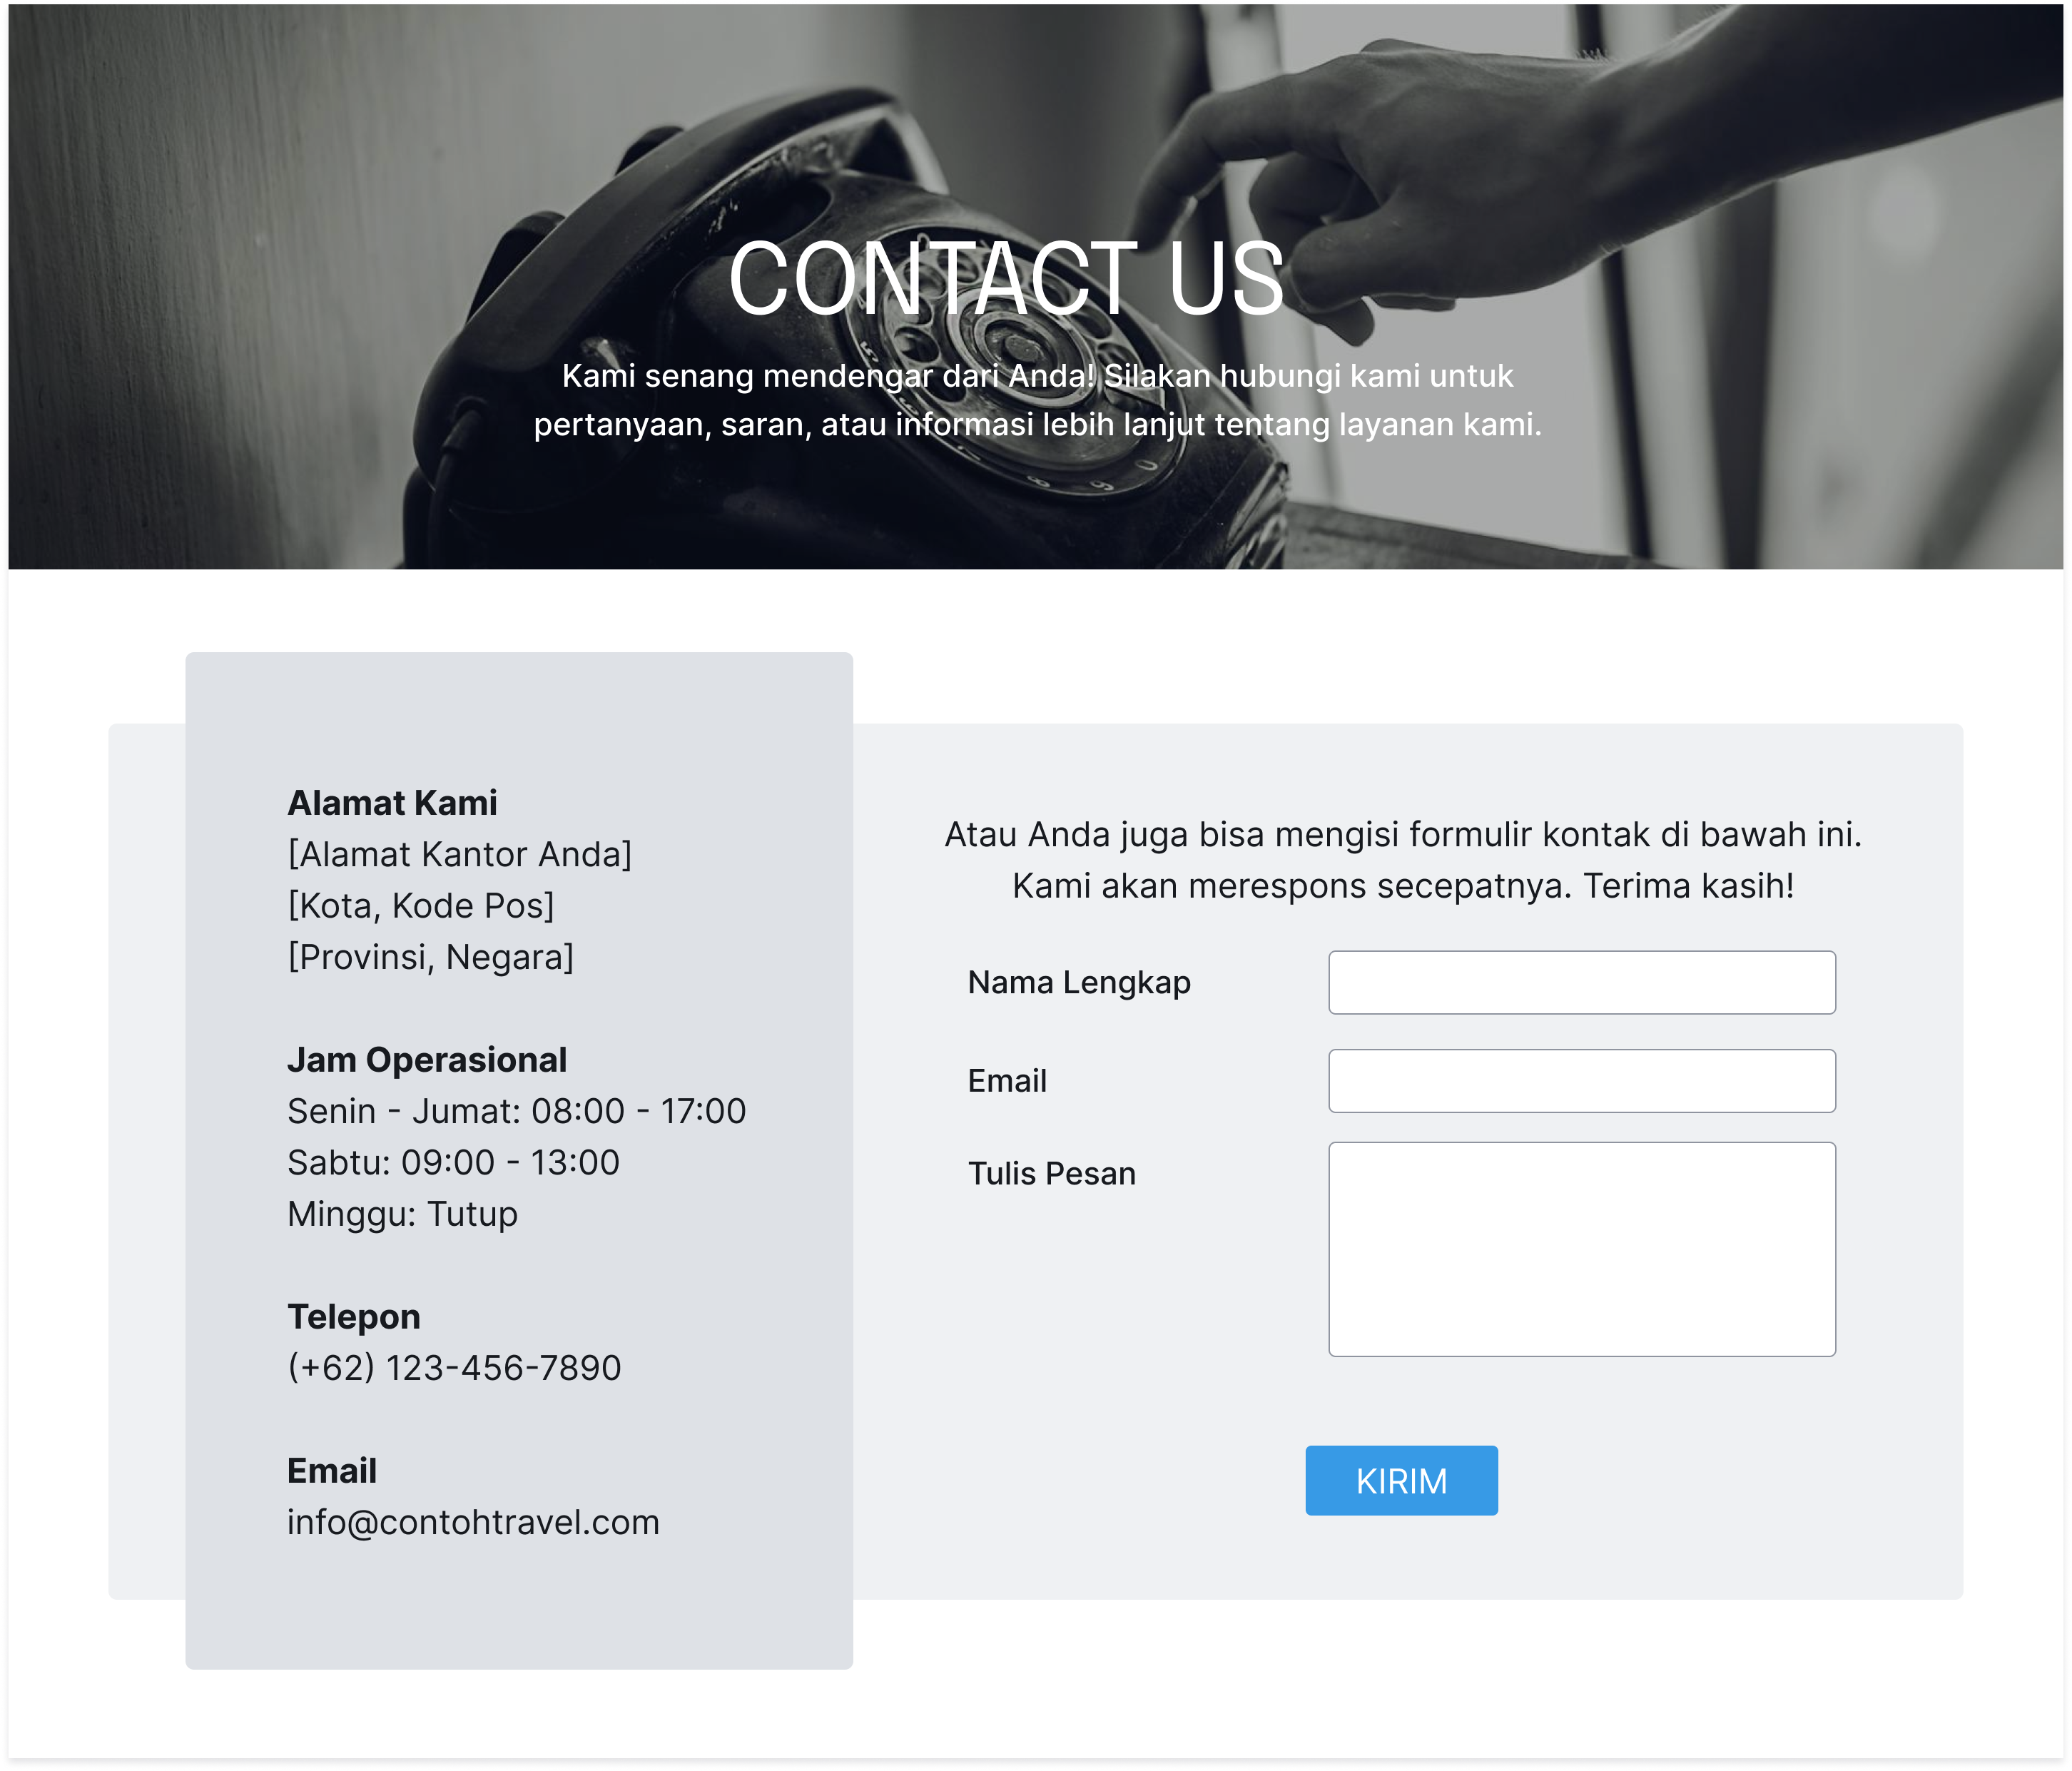 CONTACT US
Kami senang mendengar dari Anda! Silakan hubungi kami untuk
pertanyaan, saran, atau informasi lebih lanjut tentang layanan kami.
Alamat Kami
[Alamat Kantor Anda]
[Kota, Kode Pos]
[Provinsi, Negara]
Jam Operasional
Senin - Jumat: 08:00 - 17:00
Sabtu: 09:00 - 13:00
Minggu: Tutup
Telepon
(+62) 123-456-7890
Email
info@contohtravel.com
Atau Anda juga bisa mengisi formulir kontak di bawah ini.
Kami akan merespons secepatnya. Terima kasih!
Nama Lengkap
Email
Tulis Pesan
KIRIM